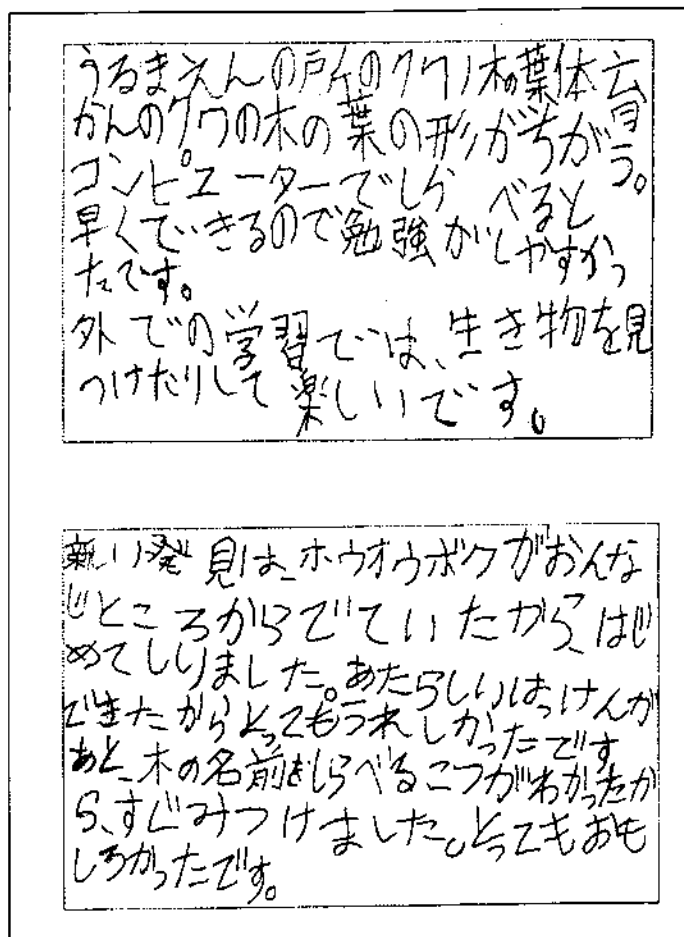 うるまえんの所のクワノ木の葉体育
かんのクワの木の葉の形がちがう。
コンピューターでしらべると
早くできるので勉強がしやすかっ
たです。
外での学習では、生き物を見
つけたりして楽しいです。
新しい発見は、ホウオウボクがおんな
じところからでていたから、はじ
めてしりました。あたらしいはっけんが
できたからとってもうれしかったです
あと、木の名前をしらべるこつがわかったか
ら、すぐみつけました。とってもおも
しろかったです。